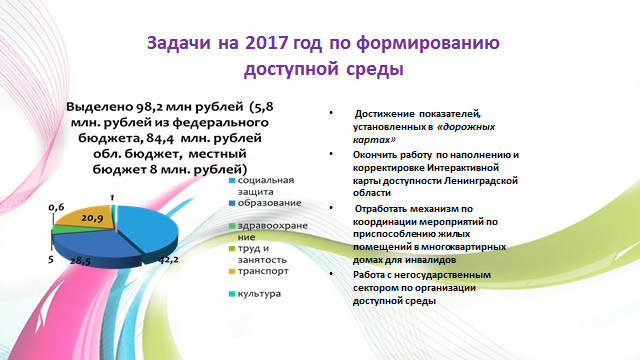 Задачи на 2017 год по формированию
доступной среды
Выделено 98,2 млн рублей (5,8
млн. рублей из федерального
бюджета, 84,4 млн. рублей
обл. бюджет, местный
бюджет 8 млн. рублей)
1
0,6
20,9
5
28,5
42,2
социальная
защита
образование
здравоохране
ние
труд и
занятость
транспорт
культура
• Достижение показателей,
установленных в «дорожных
картах»
• Окончить работу по наполнению и
корректировке Интерактивной
карты доступности Ленинградской
области
• Отработать механизм по
координации мероприятий по
приспособлению жилых
помещений в многоквартирных
домах для инвалидов
• Работа с негосударственным
сектором по организации
доступной среды